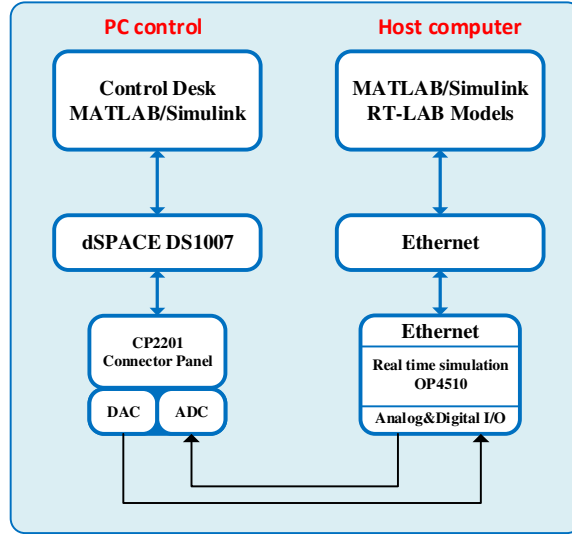 PC control
Control Desk
MATLAB/Simulink
dSPACE DS1007
CP2201
Connector Panel
DAC
ADC
Host computer
MATLAB/Simulink
RT-LAB Models
Ethernet
Ethernet
Real time simulation
OP4510
Analog&Digital I/O